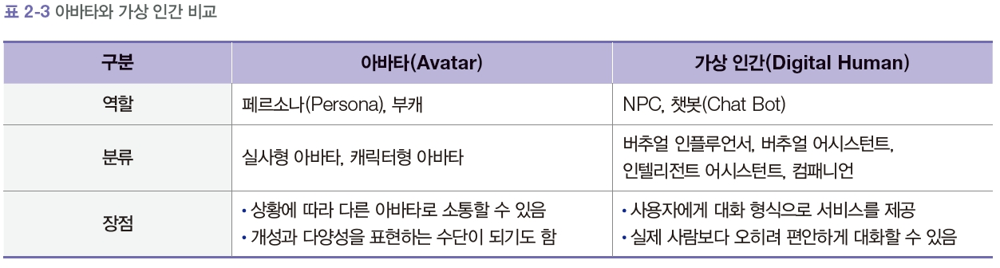 표 2-3 아바타와 가상 인간 비교
구분 아바타(Avatar) 가상 인간(Digital Human)
역할 페르소나(Persona), 부캐 NPC, 챗봇(Chat Bot)
분류 실사형 아바타, 캐릭터형 아바타 버추얼 인플루언서, 버추얼 어시스턴트,
인텔리전트 어시스턴트, 컴패니언
장점
• 상황에 따라 다른 아바타로 소통할 수 있음
• 개성과 다양성을 표현하는 수단이 되기도 함
• 사용자에게 대화 형식으로 서비스를 제공
• 실제 사람보다 오히려 편안하게 대화할 수 있음